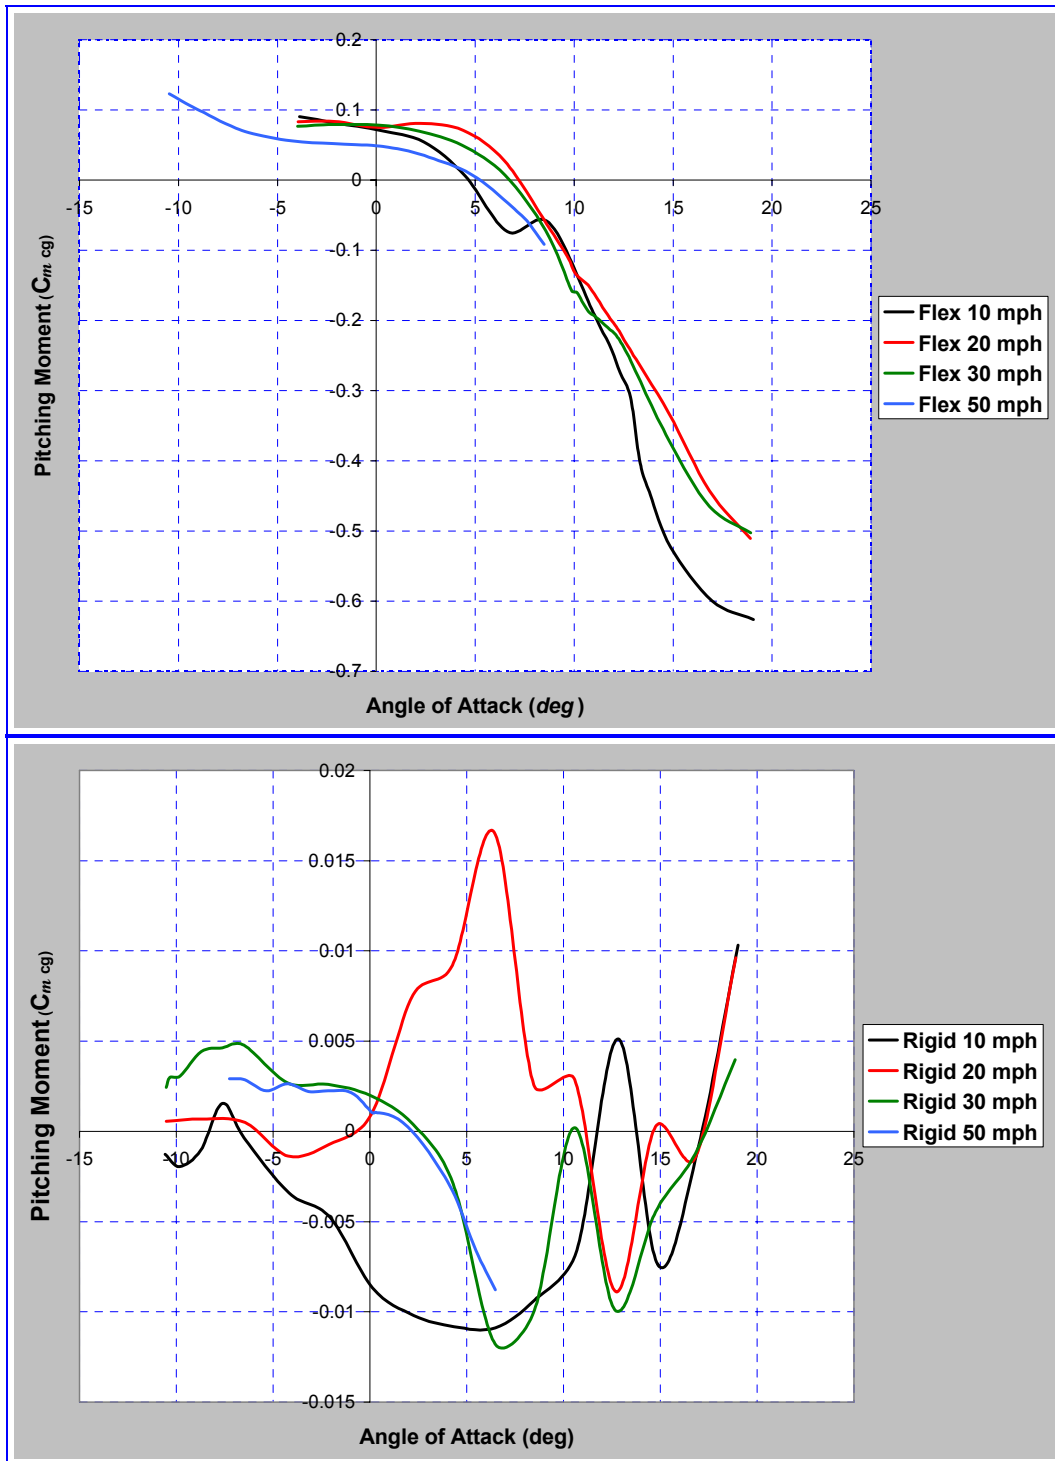 0.2
0.1
0
-0.1
-0.2
-0.3
-0.4
-0.5
-0.6
-0.7
-15 -10 -5 0 5 10 15 20 25
Pitching Moment (Cm cg)
Angle of Attack (deg)
Flex 10 mph
Flex 20 mph
Flex 30 mph
Flex 50 mph
0.02
0.015
0.01
0.005
0
-0.005
-0.01
-0.015
-15 -10 -5 0 5 10 15 20 25
Pitching Moment (Cm cg)
Angle of Attack (deg)
Rigid 10 mph
Rigid 20 mph
Rigid 30 mph
Rigid 50 mph